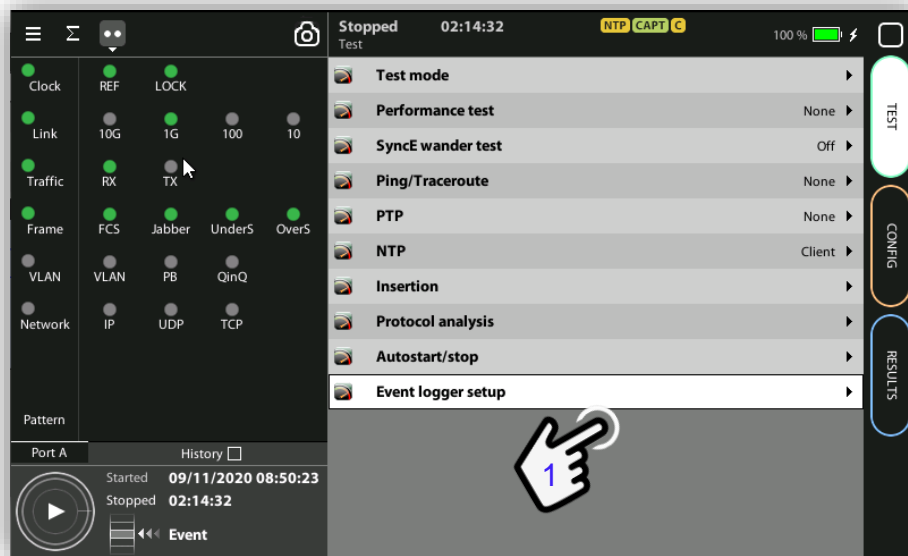 Σ
Stopped 02:14:32 NTP CAPT C 100 %
Test
Clock REF LOCK
Link 10G 1G 100 10
Traffic RX TX
Frame FCS Jabber UnderS OverS
VLAN VLAN PB QinQ
Network IP UDP TCP
Pattern
Port A History
Started 09/11/2020 08:50:23
Stopped 02:14:32
Event
Test mode
Performance test None
SyncE wander test Off
Ping/Traceroute None
PTP None
NTP Client
Insertion
Protocol analysis
Autostart/stop
Event logger setup
1
TEST
CONFIG
RESULTS